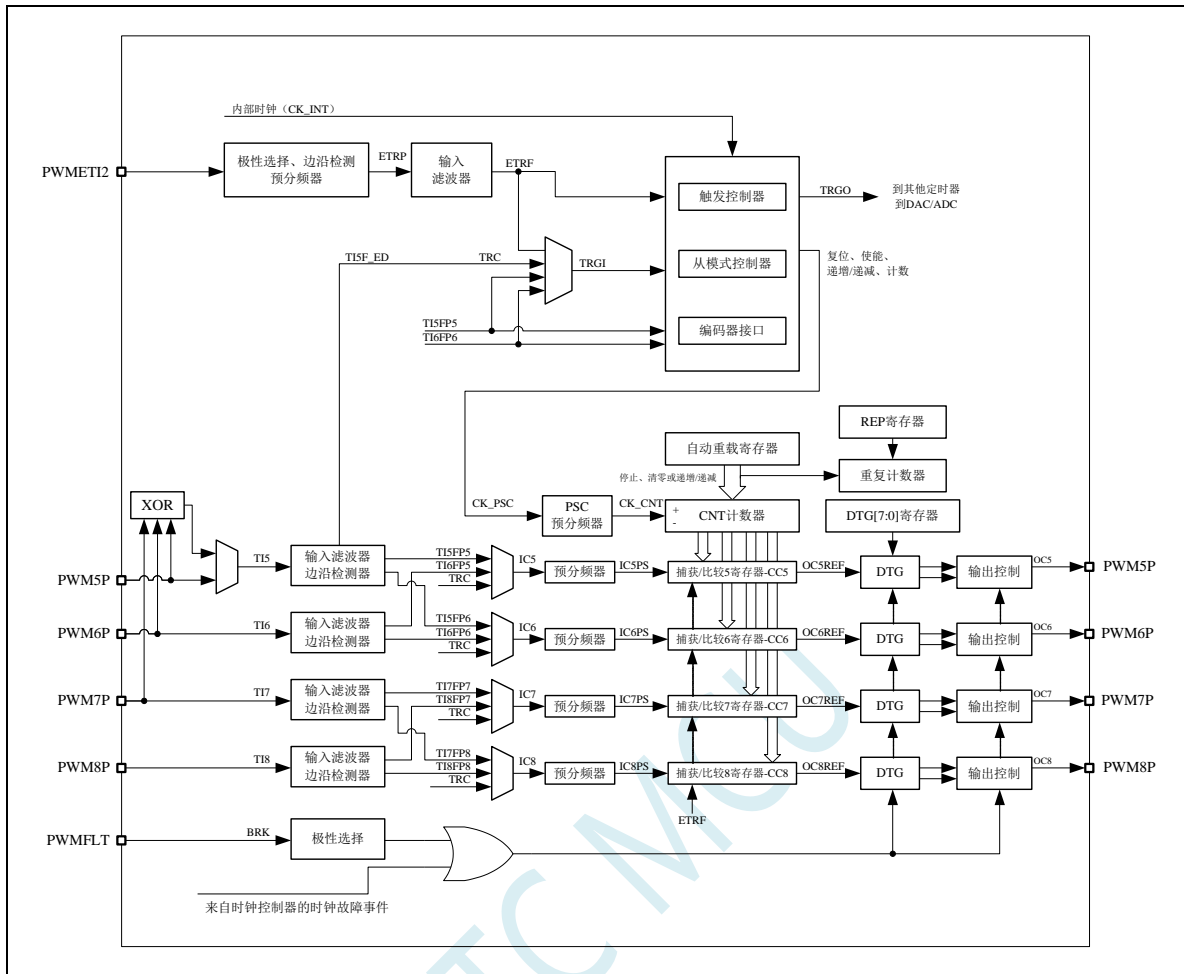 内部时钟（CK_INT）
PWMETI2
极性选择、边沿检测
预分频器
ETRP
输入
滤波器
ETRF
触发控制器
TRGO
到其他定时器
到DAC/ADC
TI5F_ED
TRC
TRGI
从模式控制器
复位、使能、
递增/递减、计数
TI5FP5
TI6FP6
编码器接口
REP寄存器
自动重载寄存器
重复计数器
停止、清零或递增/递减
XOR
CK_PSC
PSC
预分频器
CK_CNT
+
-
CNT计数器
DTG[7:0]寄存器
PWM5P
TI5
输入滤波器
边沿检测器
TI5FP5
TI6FP5
TRC
IC5
预分频器
IC5PS
捕获/比较5寄存器-CC5
OC5REF
DTG
输出控制
OC5
PWM5P
PWM6P
TI6
输入滤波器
边沿检测器
TI5FP6
TI6FP6
TRC
IC6
预分频器
IC6PS
捕获/比较6寄存器-CC6
OC6REF
DTG
输出控制
OC6
PWM6P
PWM7P
TI7
输入滤波器
边沿检测器
TI7FP7
TI8FP7
TRC
IC7
预分频器
IC7PS
捕获/比较7寄存器-CC7
OC7REF
DTG
输出控制
OC7
PWM7P
PWM8P
TI8
输入滤波器
边沿检测器
TI7FP8
TI8FP8
TRC
IC8
预分频器
IC8PS
捕获/比较8寄存器-CC8
OC8REF
DTG
输出控制
OC8
PWM8P
ETRF
PWMFLT
BRK
极性选择
来自时钟控制器的时钟故障事件
TC MCU